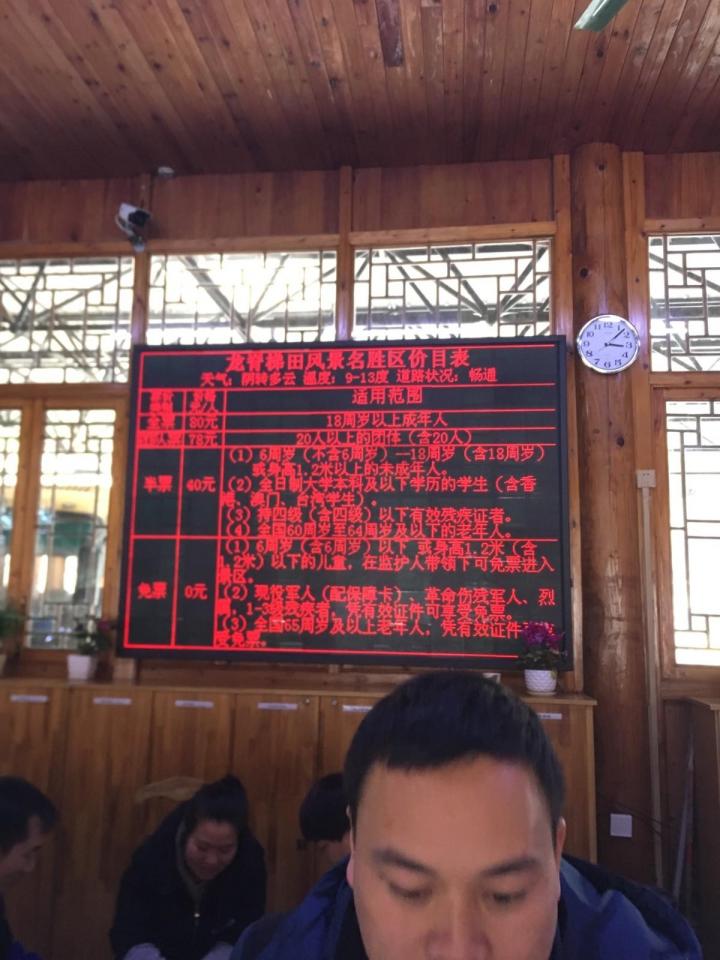 龙脊梯田风景名胜区价目表
天气：阴转多云 温度：9-13度 道路状况：畅通
适用范围
全票 80元 18周岁以上成年人
78元 20人以上的团体（含20人）
半票 40元
（1）6周岁（不含6周岁）—18周岁（含18周岁）
或身高1.2米以上的未成年人。
（2）全日制大学本科及以下学历的学生（含香
港、澳门、台湾学生）。
（3）持四级（含四级）以下有效残疾证者。
（4）全国60周岁至64周岁及以下的老年人。
免票 0元
（1）6周岁（含6周岁）以下 或身高1.2米（含
1.2米）以下的儿童，在监护人带领下可免票进入
景区。
（2）现役军人（配保障卡）、革命伤残军人、烈
属，1-3级残疾者，凭有效证件可享受免票。
（3）全国65周岁及以上老年人，凭有效证件
受免票。